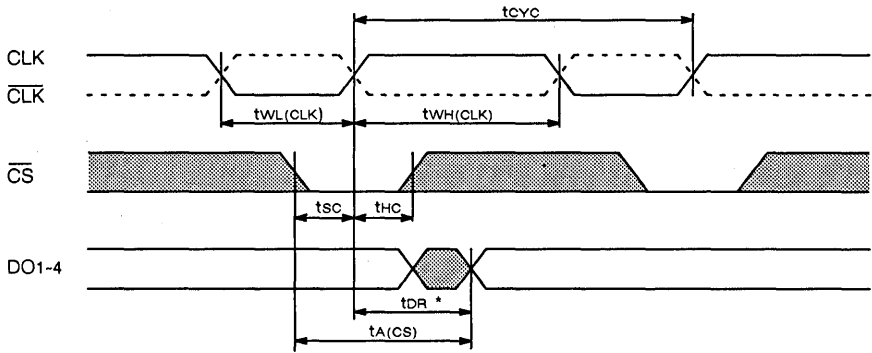 tCYC
CLK
CLK
tWL(CLK) tWH(CLK)
CS
tSC tHC
DO1~4
tDR *
tA(CS)